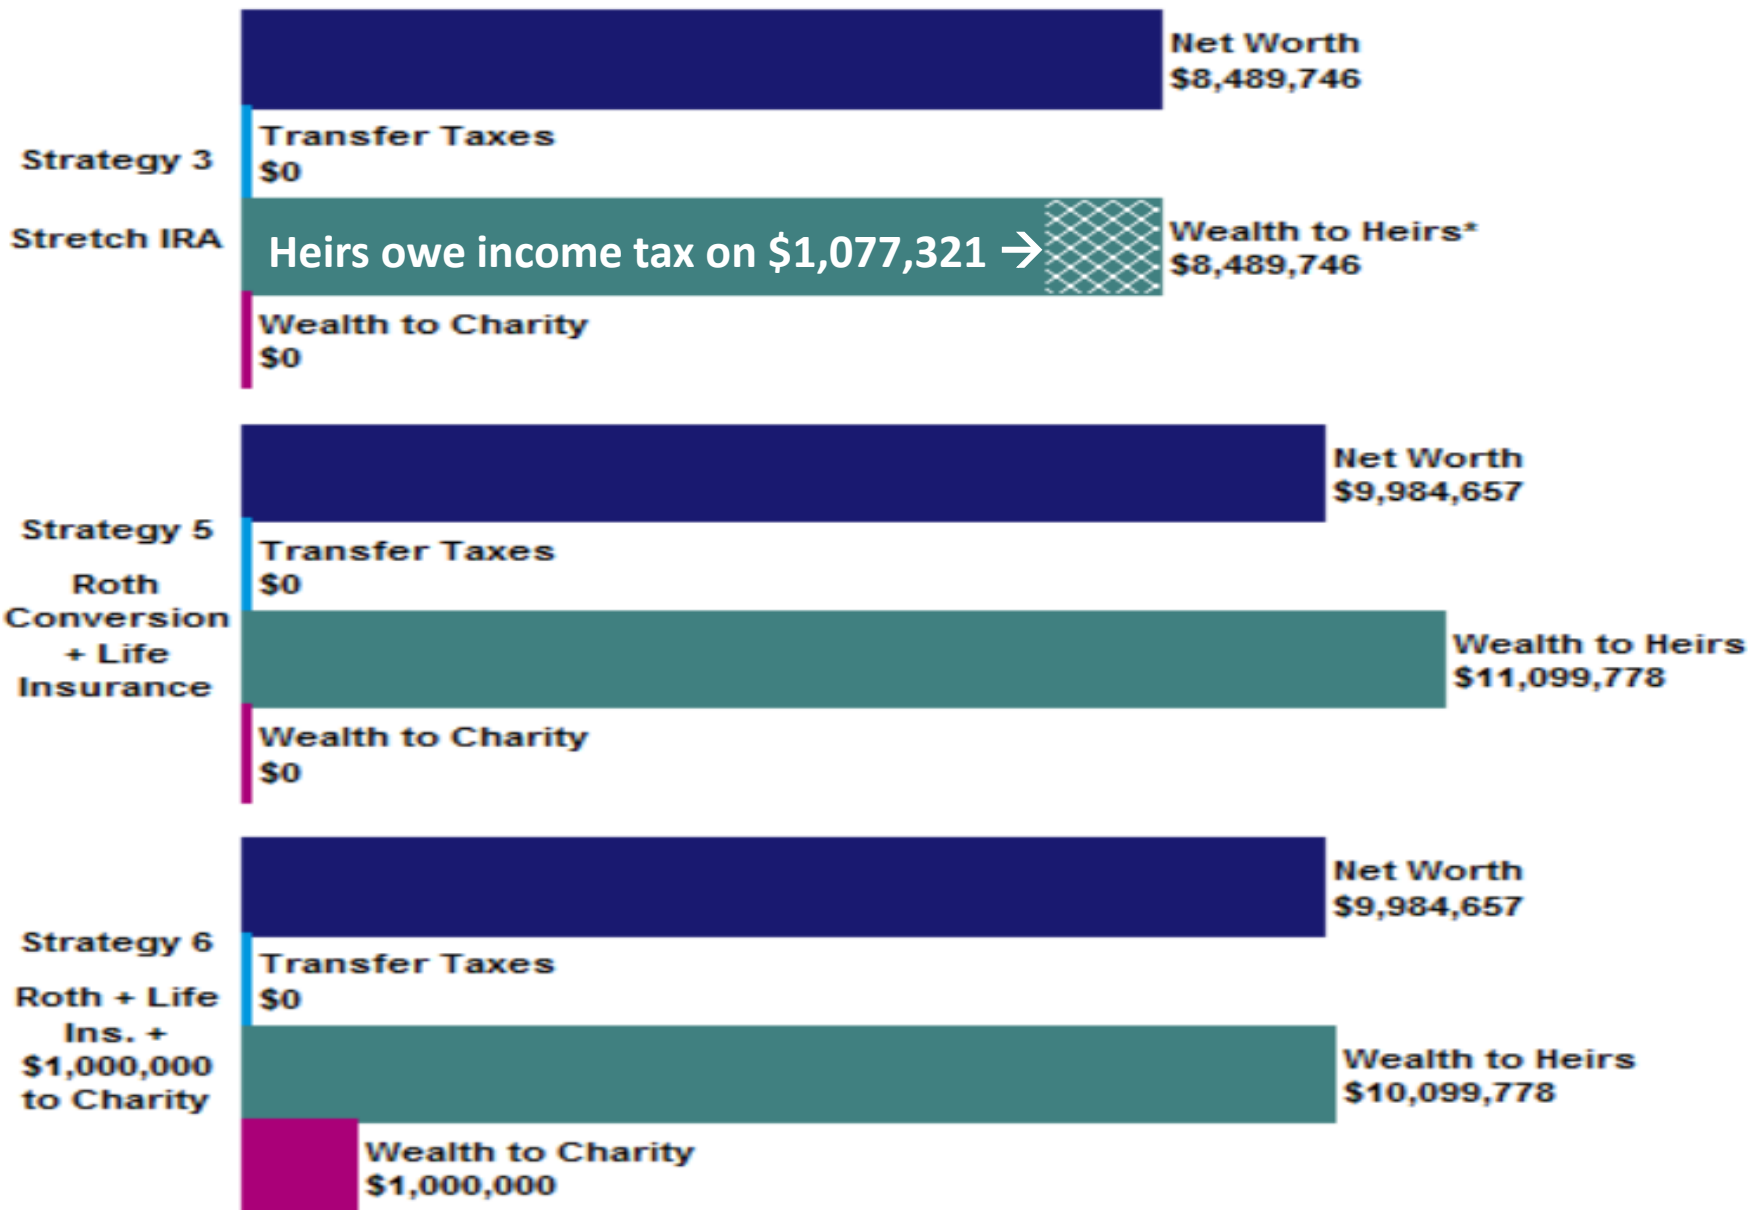 Strategy 3
Stretch IRA
Net Worth
$8,489,746
Transfer Taxes
$0
Heirs owe income tax on $1,077,321 →
Wealth to Heirs*
$8,489,746
Wealth to Charity
$0
Strategy 5
Roth
Conversion
+ Life
Insurance
Net Worth
$9,984,657
Transfer Taxes
$0
Wealth to Heirs
$11,099,778
Wealth to Charity
$0
Strategy 6
Roth + Life
Ins. +
$1,000,000
to Charity
Net Worth
$9,984,657
Transfer Taxes
$0
Wealth to Heirs
$10,099,778
Wealth to Charity
$1,000,000